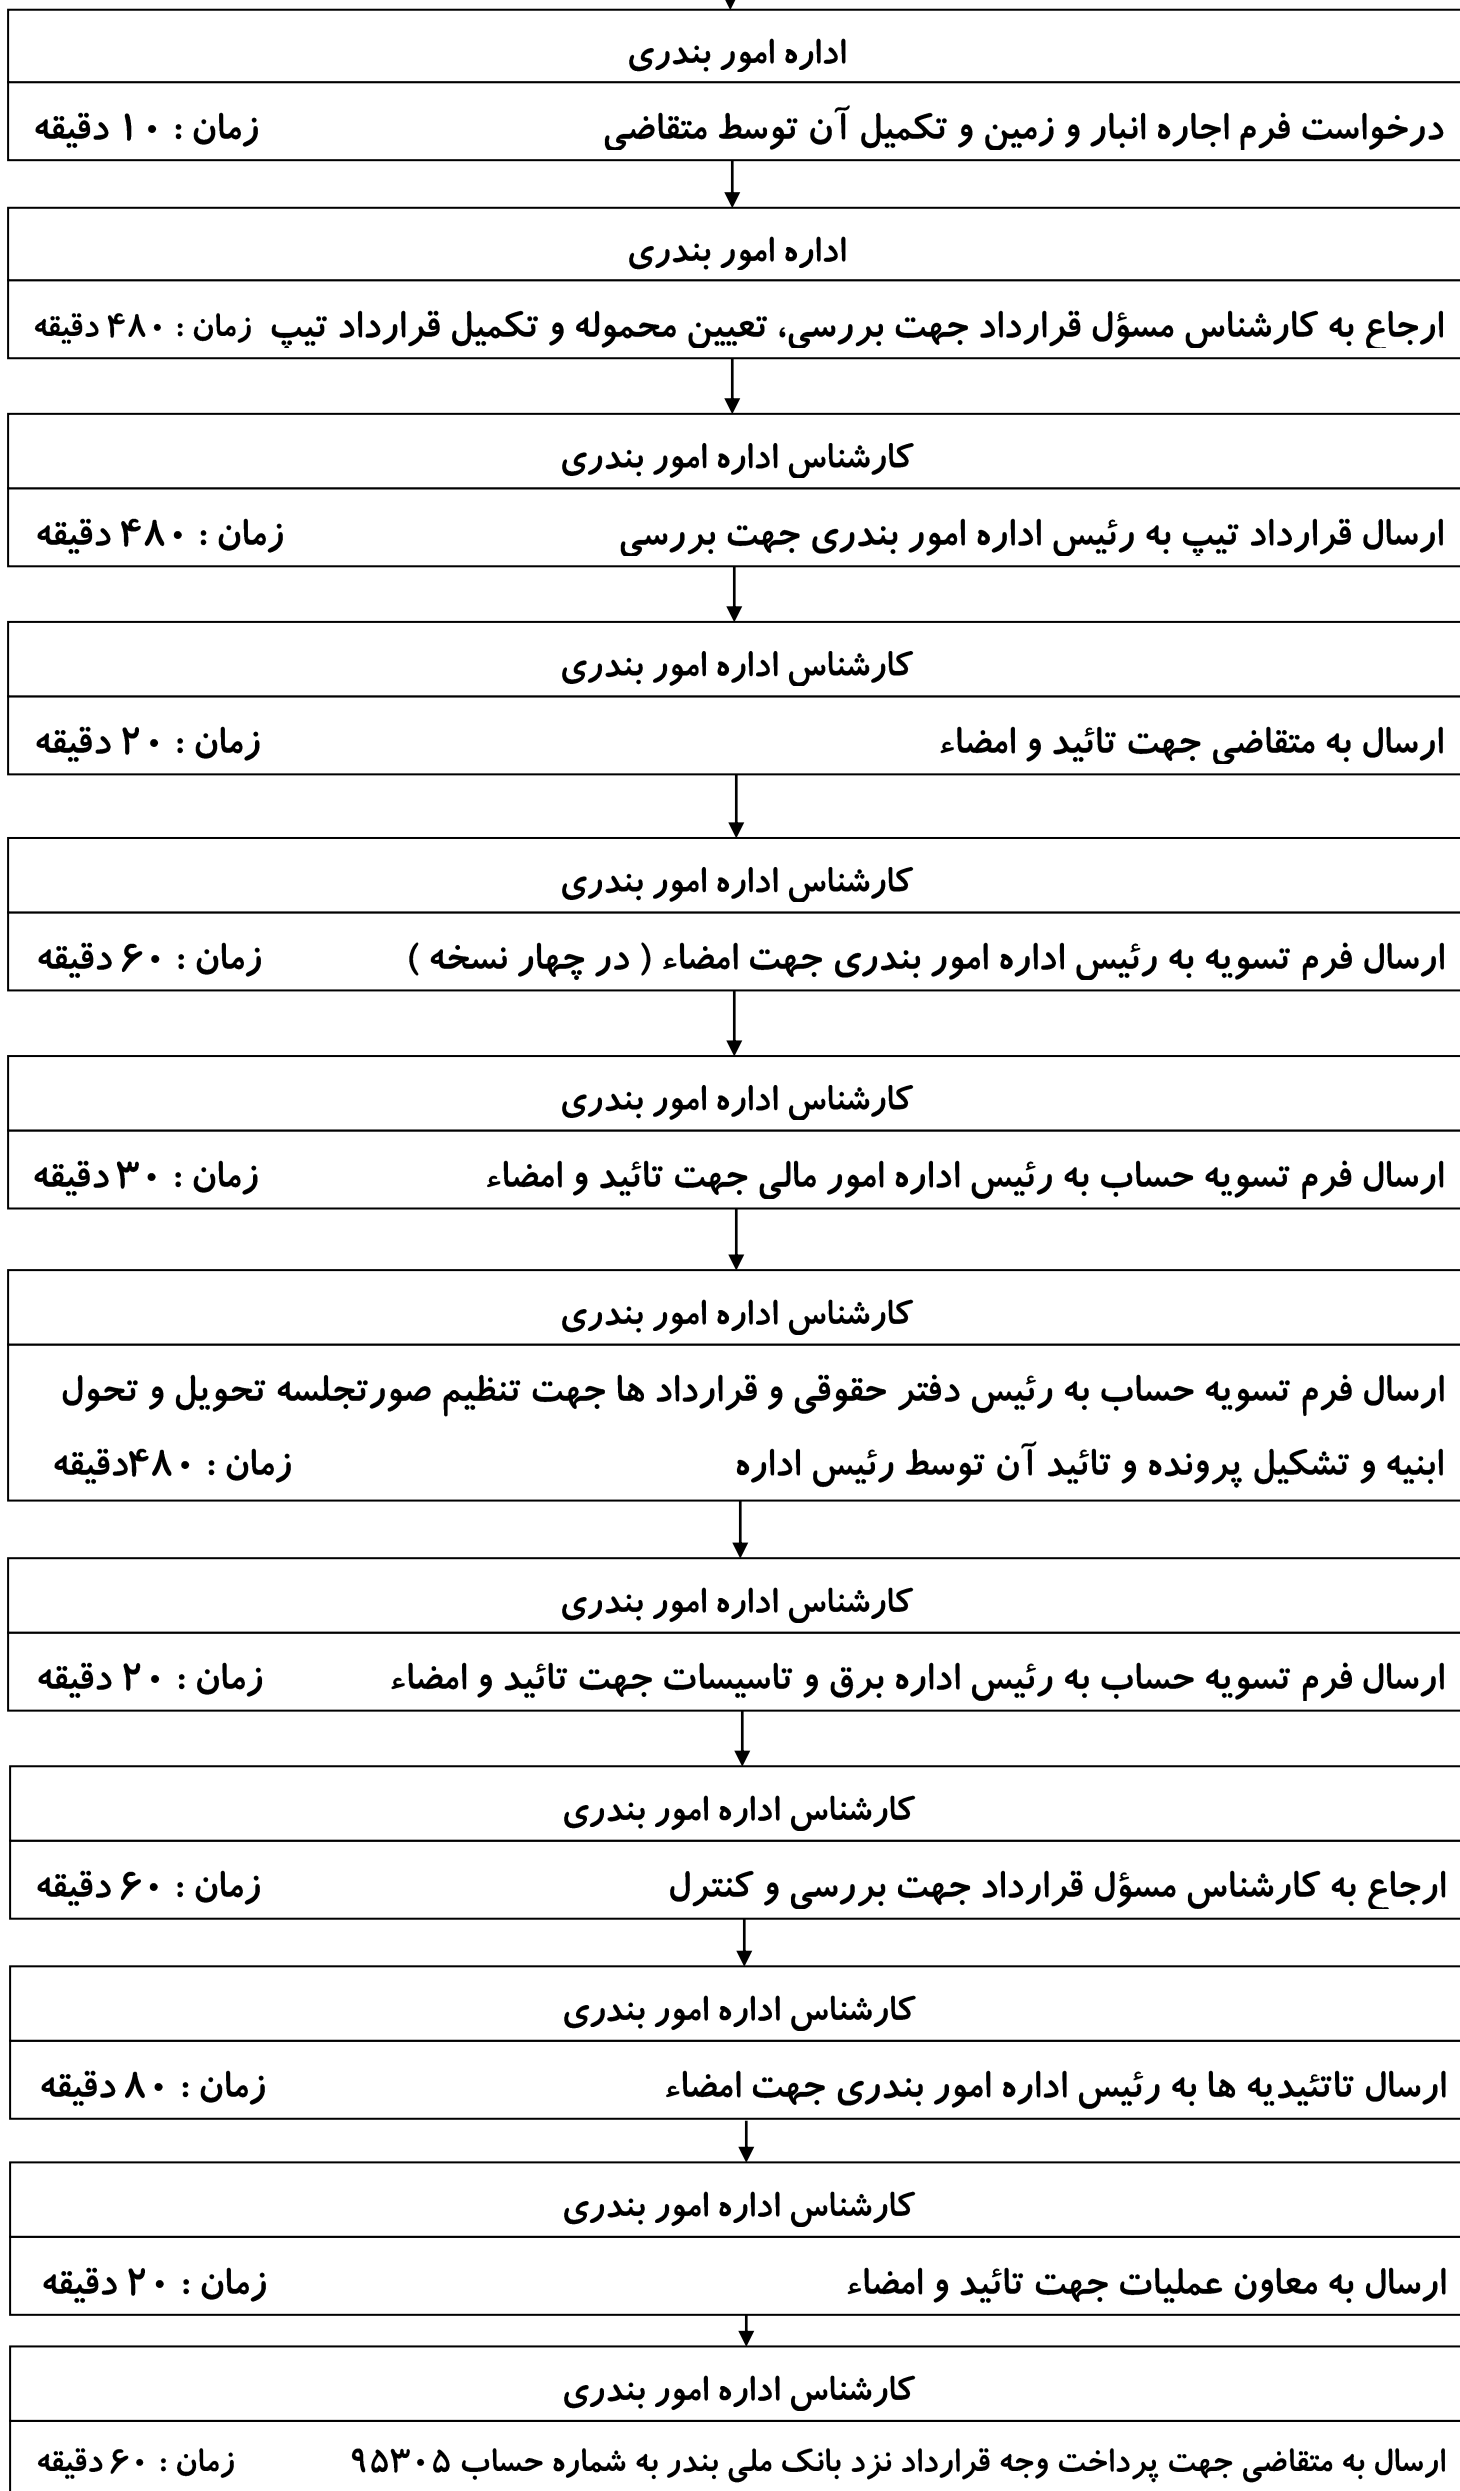 اداره امور بندری
درخواست فرم اجاره انبار و زمین و تکمیل آن توسط متقاضی زمان : ۱۰ دقیقه
اداره امور بندری
ارجاع به کارشناس مسؤل قرارداد جهت بررسی، تعیین محموله و تکمیل قرارداد تیپ زمان : ۴۸۰ دقیقه
کارشناس اداره امور بندری
ارسال قرارداد تیپ به رئیس اداره امور بندری جهت بررسی زمان : ۴۸۰ دقیقه
کارشناس اداره امور بندری
ارسال به متقاضی جهت تائید و امضاء زمان : ۲۰ دقیقه
کارشناس اداره امور بندری
ارسال فرم تسویه به رئیس اداره امور بندری جهت امضاء ( در چهار نسخه ) زمان : ۶۰ دقیقه
کارشناس اداره امور بندری
ارسال فرم تسویه حساب به رئیس اداره امور مالی جهت تائید و امضاء زمان : ۳۰ دقیقه
کارشناس اداره امور بندری
ارسال فرم تسویه حساب به رئیس دفتر حقوقی و قرارداد ها جهت تنظیم صورتجلسه تحویل و تحول
ابنیه و تشکیل پرونده و تائید آن توسط رئیس اداره زمان : ۴۸۰دقیقه
کارشناس اداره امور بندری
ارسال فرم تسویه حساب به رئیس اداره برق و تاسیسات جهت تائید و امضاء زمان : ۲۰ دقیقه
کارشناس اداره امور بندری
ارجاع به کارشناس مسؤل قرارداد جهت بررسی و کنترل زمان : ۶۰ دقیقه
کارشناس اداره امور بندری
ارسال تاتئیدیه ها به رئیس اداره امور بندری جهت امضاء زمان : ۸۰ دقیقه
کارشناس اداره امور بندری
ارسال به معاون عملیات جهت تائید و امضاء زمان : ۲۰ دقیقه
کارشناس اداره امور بندری
ارسال به متقاضی جهت پرداخت وجه قرارداد نزد بانک ملی بندر به شماره حساب ۹۵۳۰۵ زمان : ۶۰ دقیقه